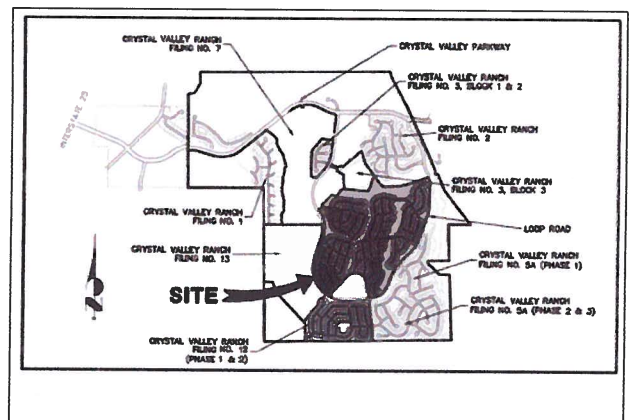 CRYSTAL VALLEY RANCH
FILING NO. 7
CRYSTAL VALLEY PARKWAY
CRYSTAL VALLEY RANCH
FILING NO. 3, BLOCK 1 & 2
INTERSTATE 25
CRYSTAL VALLEY RANCH
FILING NO. 2
CRYSTAL VALLEY RANCH
FILING NO. 3, BLOCK 3
CRYSTAL VALLEY RANCH
FILING NO. 1
LOOP ROAD
CRYSTAL VALLEY RANCH
FILING NO. 13
CRYSTAL VALLEY RANCH
FILING NO. 5A (PHASE 1)
SITE
N
CRYSTAL VALLEY RANCH
FILING NO. 5A (PHASE 2 & 3)
CRYSTAL VALLEY RANCH
FILING NO. 12
(PHASE 1 & 2)